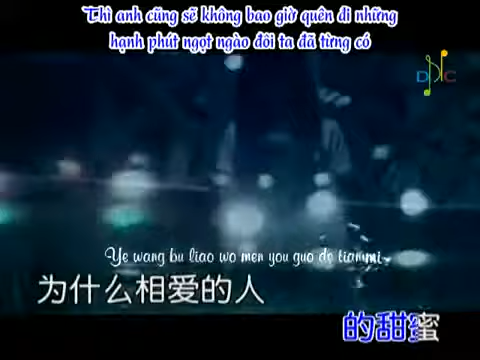 Thì anh cũng sẽ không bao giờ quên đi những
hạnh phút ngọt ngào đôi ta đã từng có
DNC
Ye wang bu liao wo men you guo de tianmi
为什么相爱的人
的甜蜜